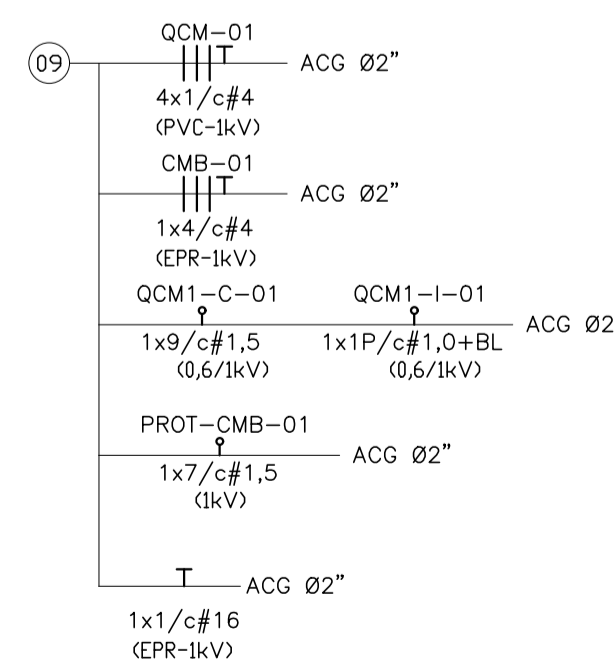 QCM-01
09 ACG Ø2”
4x1/c#4
(PVC-1kV)
CMB-01
ACG Ø2”
1x4/c#4
(EPR-1kV)
QCM1-C-01 QCM1-I-01
ACG Ø2
1x9/c#1,5 1x1P/c#1,0+BL
(0,6/1kV) (0,6/1kV)
PROT-CMB-01
ACG Ø2”
1x7/c#1,5
(1kV)
ACG Ø2”
1x1/c#16
(EPR-1kV)